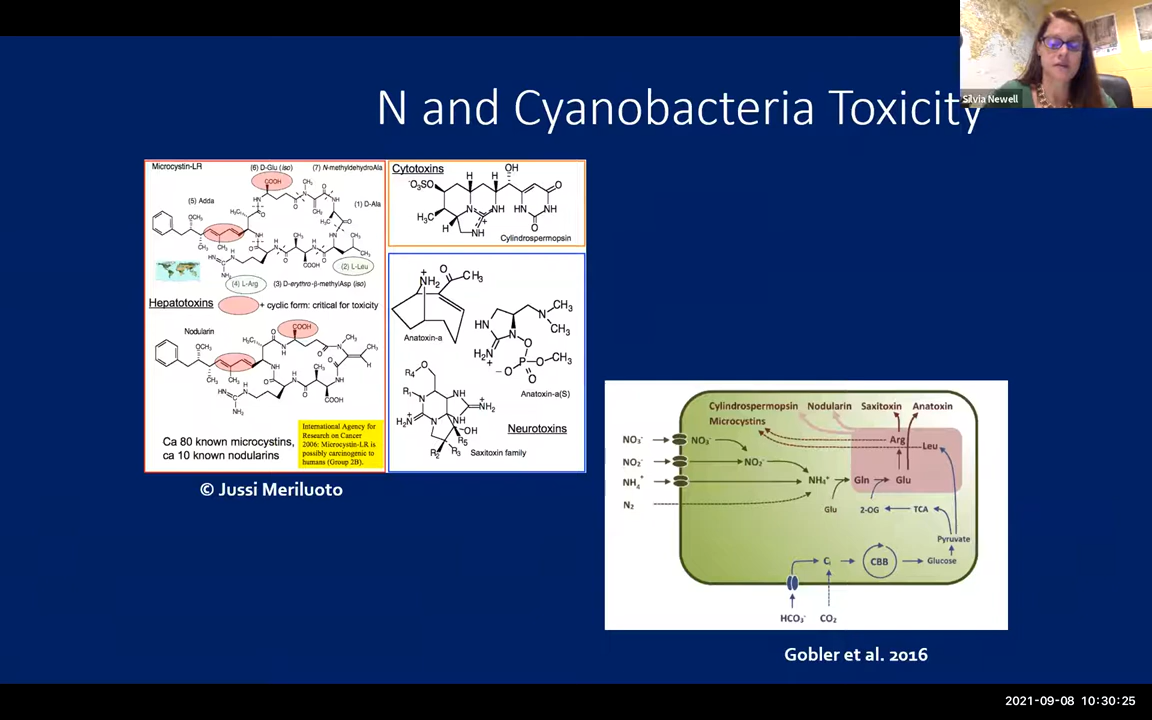 N and Cyanobacteria Toxicity
Silvia Newell
Microcystin-LR
(6) D-Glu (iso)
(7) N-methyldehydroAla
(5) Adda
(1) D-Ala
(2) L-Leu
(4) L-Arg
(3) D-erythro-β-methylAsp (iso)
Hepatotoxins
+ cyclic form: critical for toxicity
Nodularin
Ca 80 known microcystins,
ca 10 known nodularins
International Agency for
Research on Cancer
2006: Microcystin-LR is
possibly carcinogenic to
humans (Group 2B).
Cytotoxins
Cylindrospermopsin
Anatoxin-a
Anatoxin-a(S)
Saxitoxin family
Neurotoxins
© Jussi Meriluoto
Cylindrospermopsin Nodularin Saxitoxin Anatoxin
Microcystins
NO₃⁻ NO₃⁻ Arg Leu
NO₂⁻ NO₂⁻
NH₄⁺ NH₄⁺ Gln Glu
N₂
Glu 2-OG TCA
Pyruvate
Cᵢ CBB Glucose
HCO₃⁻ CO₂
Gobler et al. 2016
2021-09-08 10:30:25